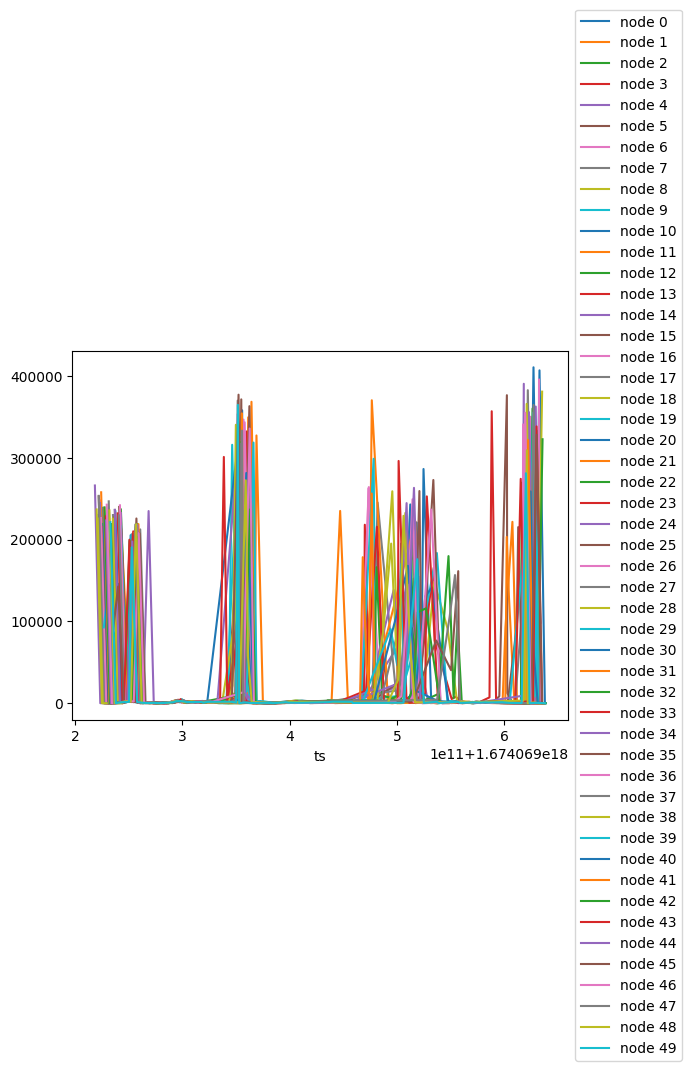 node 0
node 1
node 2
node 3
node 4
node 5
node 6
node 7
node 8
node 9
node 10
node 11
node 12
node 13
node 14
node 15
node 16
node 17
node 18
node 19
node 20
node 21
node 22
node 23
node 24
node 25
node 26
node 27
node 28
node 29
node 30
node 31
node 32
node 33
node 34
node 35
node 36
node 37
node 38
node 39
node 40
node 41
node 42
node 43
node 44
node 45
node 46
node 47
node 48
node 49
400000
300000
200000
100000
0
2 3 4 5 6
1e11+1.674069e18
ts